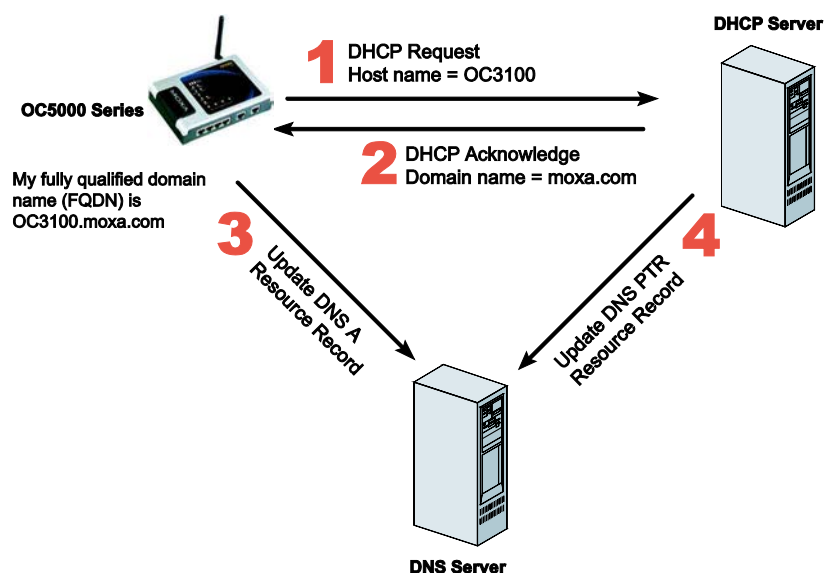 DHCP Server
1
DHCP Request
Host name = OC3100
OC5000 Series
MOXA
2
DHCP Acknowledge
Domain name = moxa.com
My fully qualified domain
name (FQDN) is
OC3100.moxa.com
3
Update DNS A
Resource Record
4
Update DNS PTR
Resource Record
DNS Server